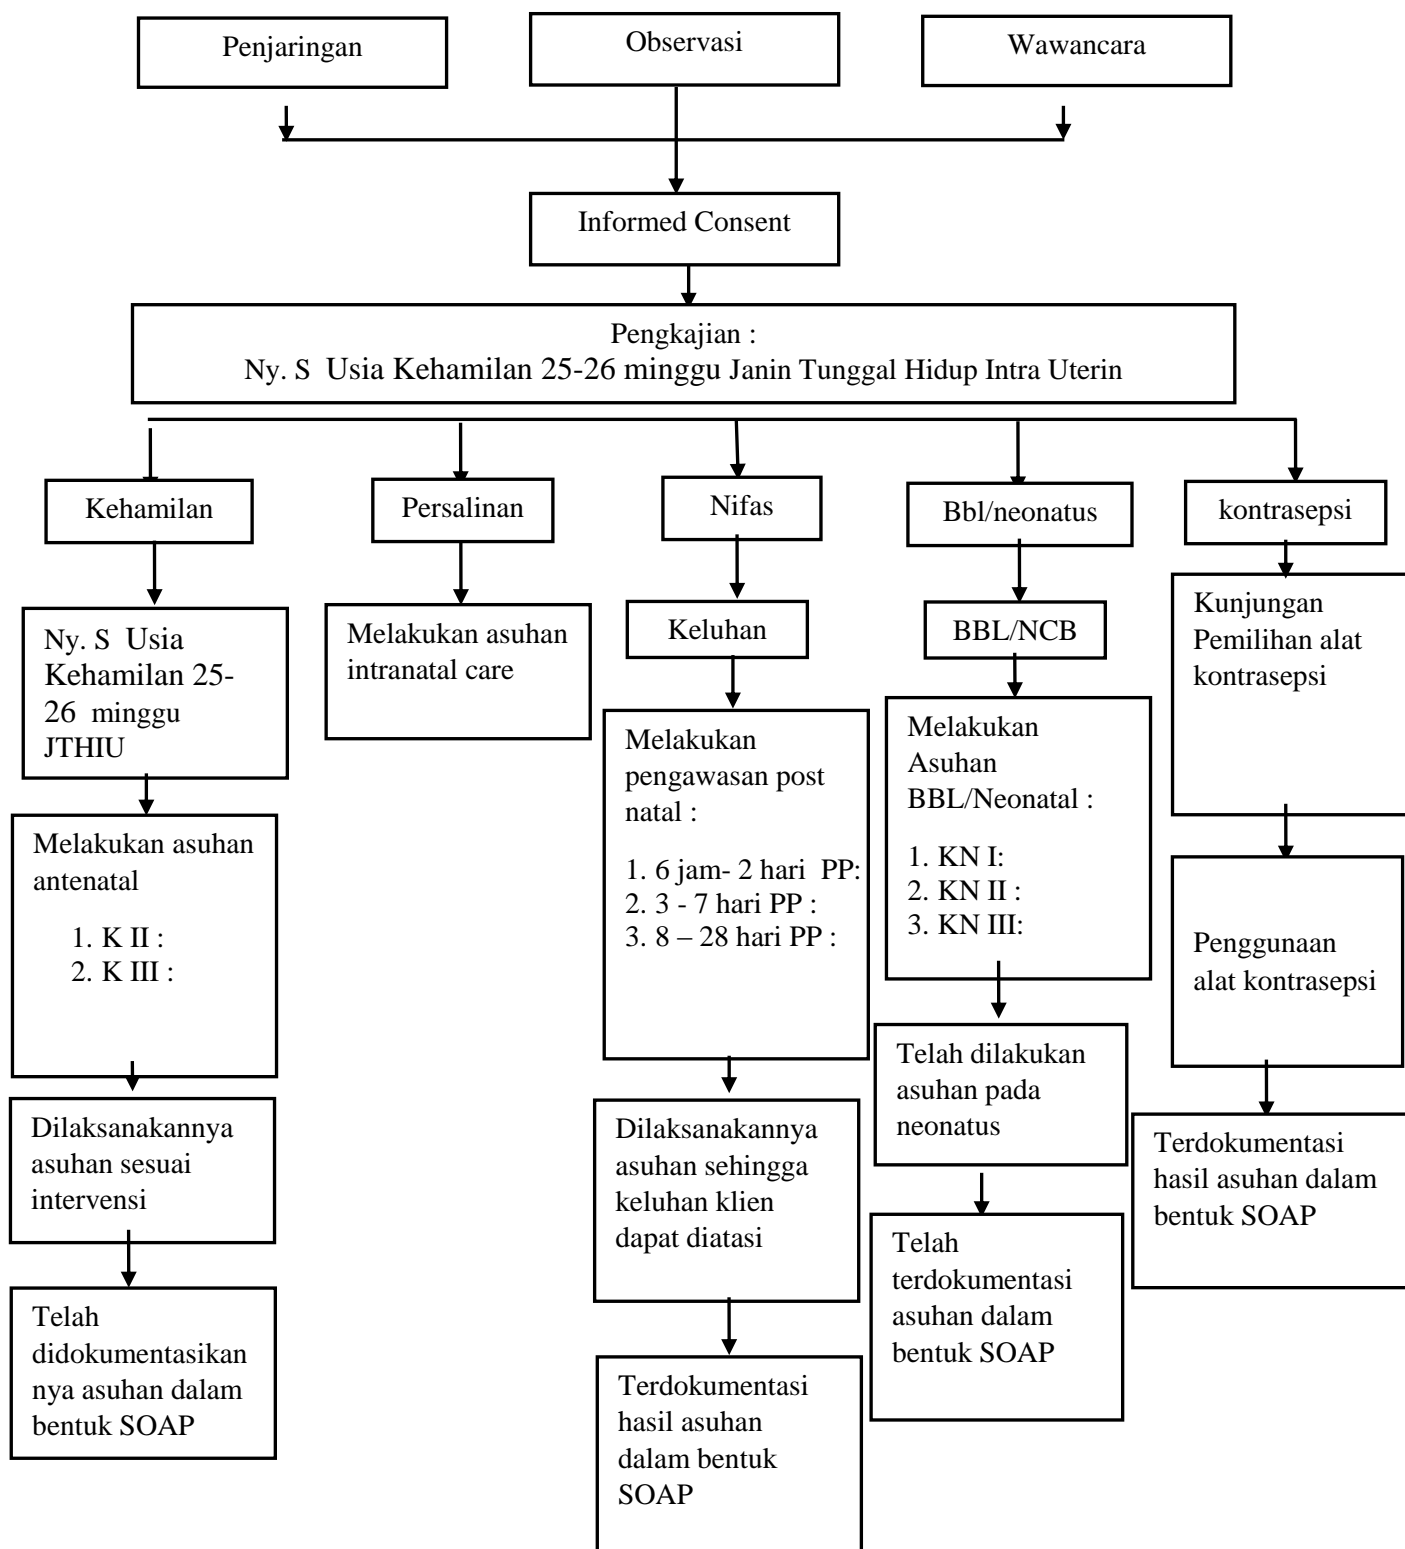 Penjaringan
Observasi
Wawancara
Informed Consent
Pengkajian :
Ny. S  Usia Kehamilan 25-26 minggu Janin Tunggal Hidup Intra Uterin
Kehamilan
Persalinan
Nifas
Bbl/neonatus
kontrasepsi
Ny. S  Usia
Kehamilan 25-
26  minggu
JTHIU
Melakukan asuhan
antenatal
1. K II :
2. K III :
Dilaksanakannya
asuhan sesuai
intervensi
Telah
didokumentasikan
nya asuhan dalam
bentuk SOAP
Melakukan asuhan
intranatal care
Keluhan
Melakukan
pengawasan post
natal :
1. 6 jam- 2 hari  PP:
2. 3 - 7 hari PP :
3. 8 – 28 hari PP :
Dilaksanakannya
asuhan sehingga
keluhan klien
dapat diatasi
Terdokumentasi
hasil asuhan
dalam bentuk
SOAP
BBL/NCB
Melakukan
Asuhan
BBL/Neonatal :
1. KN I:
2. KN II :
3. KN III:
Telah dilakukan
asuhan pada
neonatus
Telah
terdokumentasi
asuhan dalam
bentuk SOAP
Kunjungan
Pemilihan alat
kontrasepsi
Penggunaan
alat kontrasepsi
Terdokumentasi
hasil asuhan dalam
bentuk SOAP